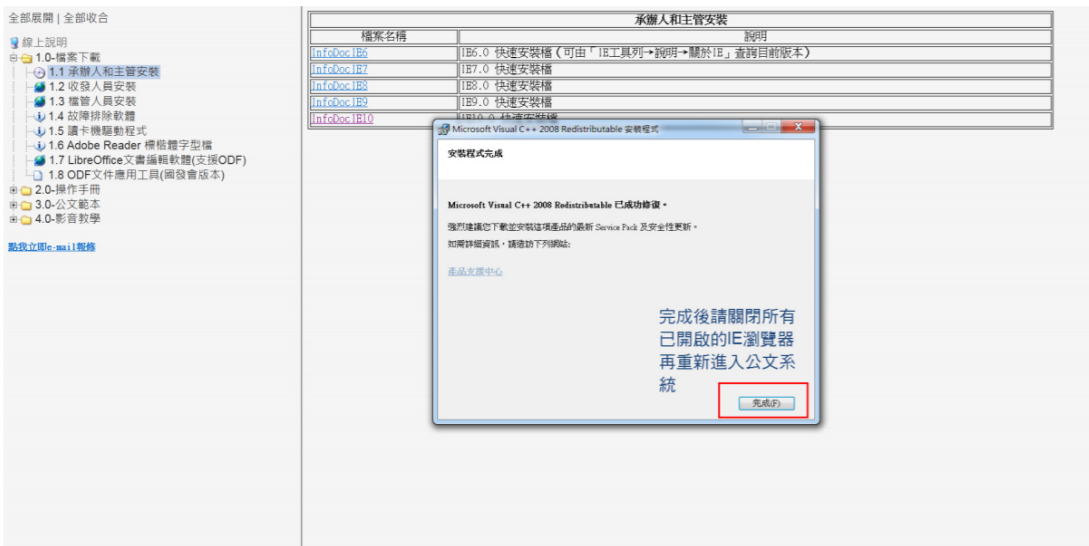 全部展開 | 全部收合
線上說明
1.0-檔案下載
1.1 承辦人和主管安裝
1.2 收發人員安裝
1.3 檔管人員安裝
1.4 故障排除軟體
1.5 讀卡機驅動程式
1.6 Adobe Reader 標楷體字型檔
1.7 LibreOffice文書編輯軟體(支援ODF)
1.8 ODF文件應用工具(國發會版本)
2.0-操作手冊
3.0-公文範本
4.0-影音教學
點我立即e-mail報修
承辦人和主管安裝
檔案名稱 說明
InfoDocIE6 IE6.0 快速安裝檔(可由「IE工具列→說明→關於IE」查詢目前版本)
InfoDocIE7 IE7.0 快速安裝檔
InfoDocIE8 IE8.0 快速安裝檔
InfoDocIE9 IE9.0 快速安裝檔
InfoDocIE10 IE10.0 快速安裝檔
Microsoft Visual C++ 2008 Redistributable 安裝程式
安裝程式完成
Microsoft Visual C++ 2008 Redistributable 已成功修復。
強烈建議您下載並安裝這項產品的最新 Service Pack 及安全性更新。
如需詳細資訊，請造訪下列網站:
產品支援中心
完成後請關閉所有
已開啟的IE瀏覽器
再重新進入公文系
統
完成(F)